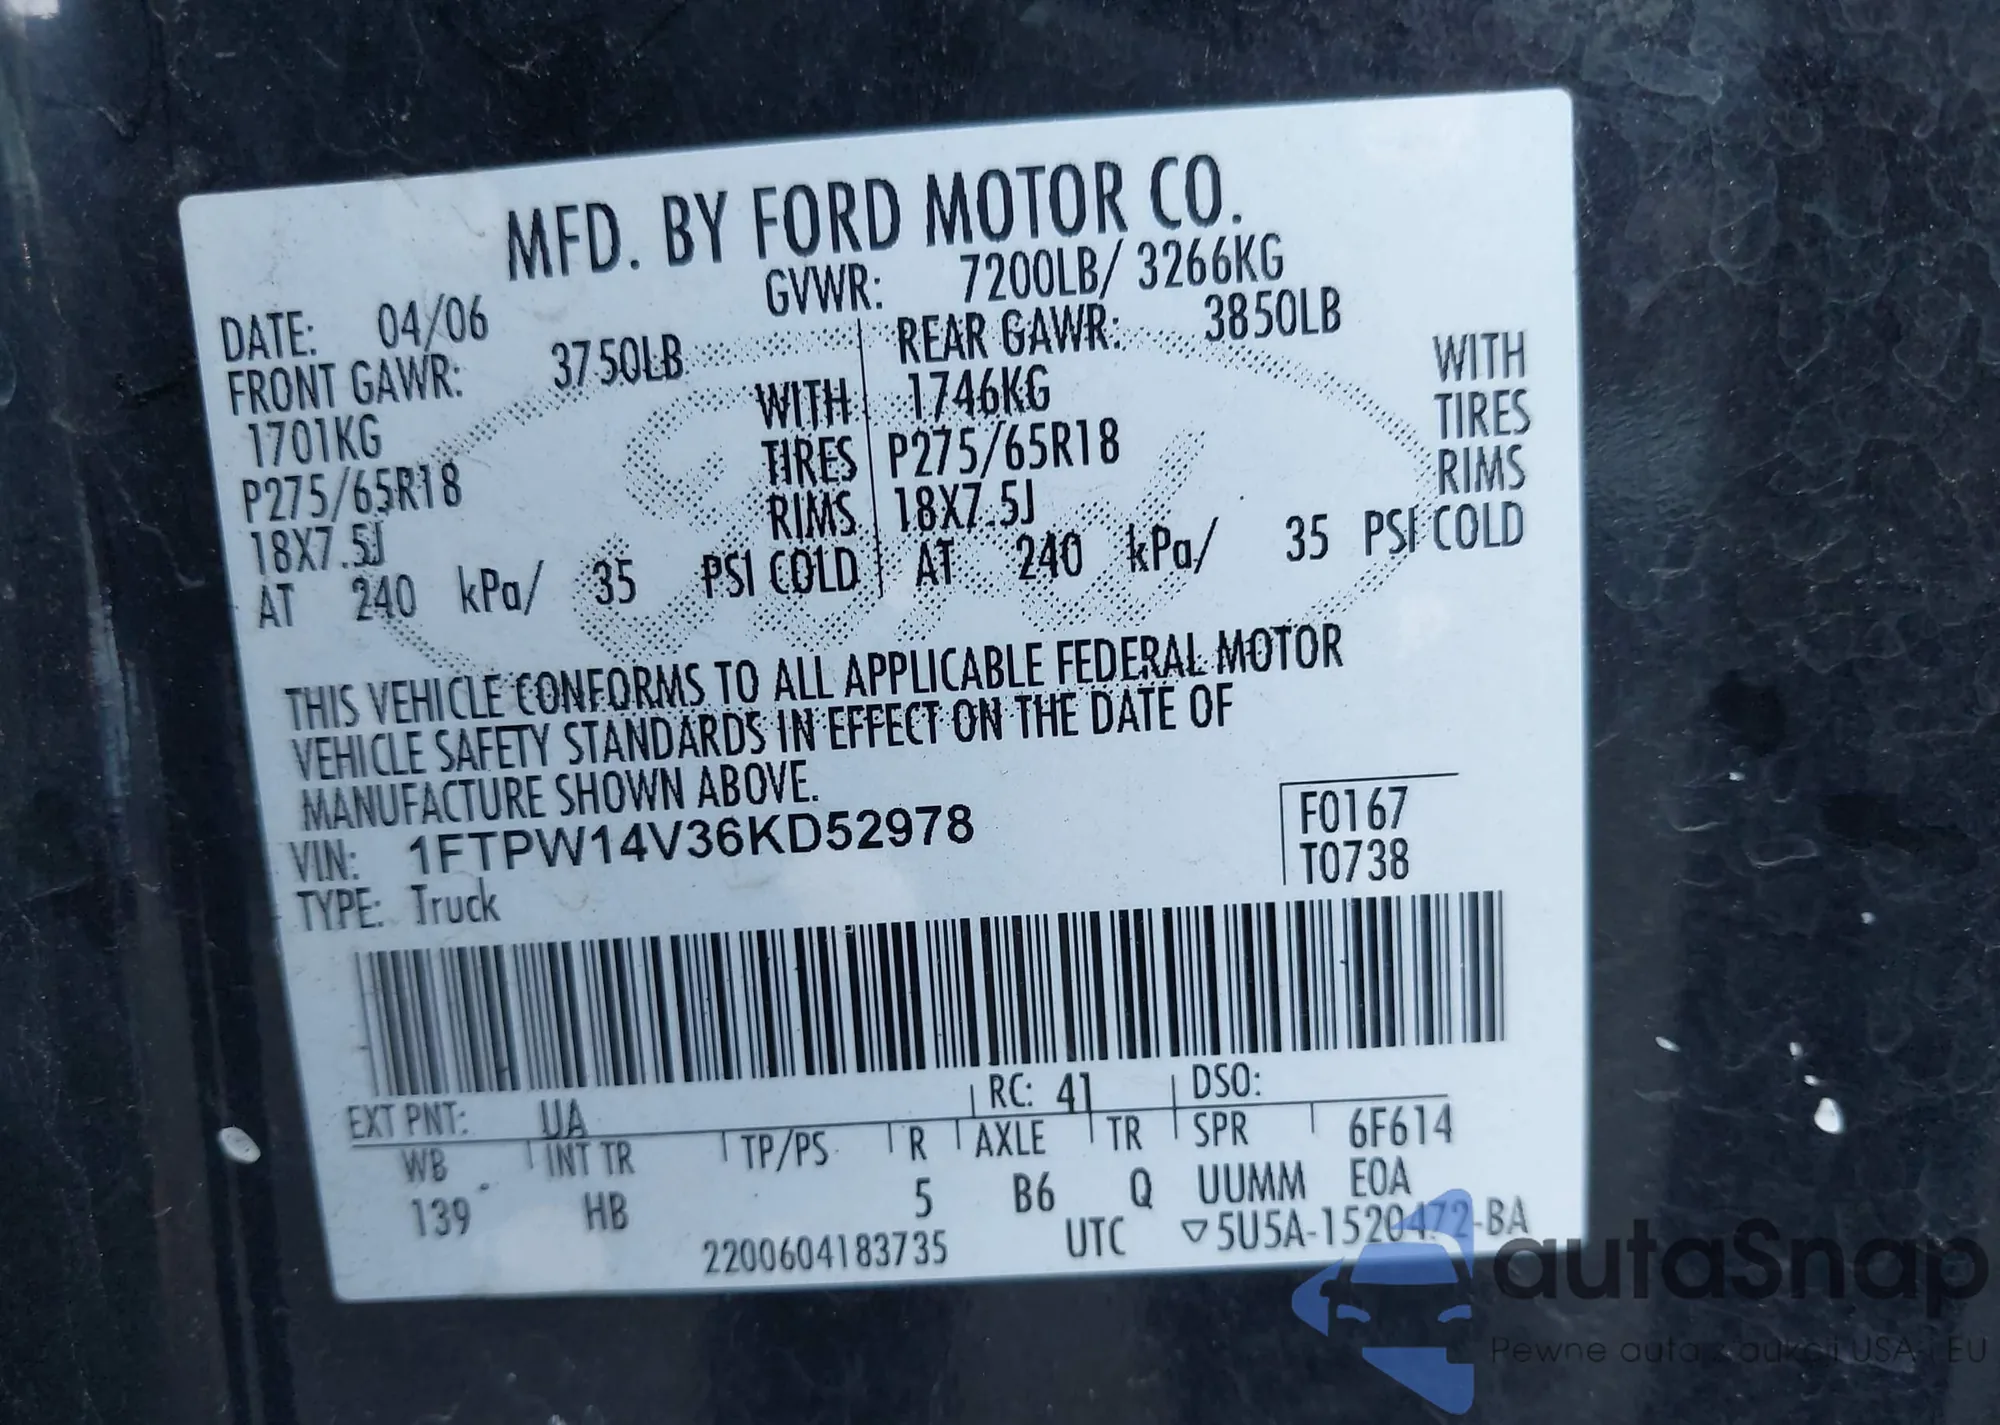 MFD. BY FORD MOTOR CO.
DATE: 04/06 GVWR: 7200LB/ 3266KG
FRONT GAWR: 3750LB REAR GAWR: 3850LB
1701KG WITH 1746KG WITH
P275/65R18 TIRES P275/65R18 TIRES
18X7.5J RIMS 18X7.5J RIMS
AT 240 kPa/ 35 PSI COLD AT 240 kPa/ 35 PSI COLD
THIS VEHICLE CONFORMS TO ALL APPLICABLE FEDERAL MOTOR
VEHICLE SAFETY STANDARDS IN EFFECT ON THE DATE OF
MANUFACTURE SHOWN ABOVE.
VIN: 1FTPW14V36KD52978 F0167
TYPE: Truck T0738
EXT PNT: UA RC: 41 DSO:
WB INT TR TP/PS R AXLE TR SPR 6F614
139 HB 5 B6 Q UUMM EOA
2200604183735 UTC ▽5U5A-1520472-BA
autaSnap
Pewne auta z aukcji USA i EU